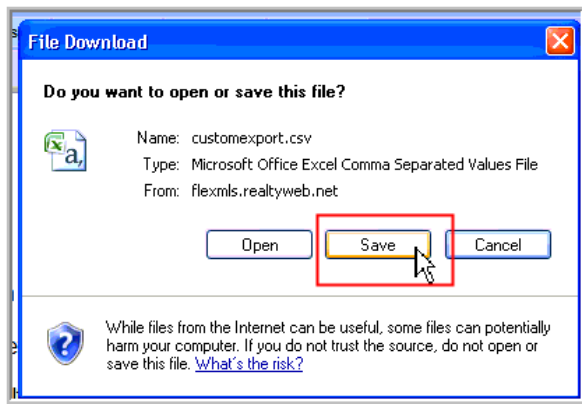 File Download
Do you want to open or save this file?
Name: customexport.csv
Type: Microsoft Office Excel Comma Separated Values File
From: flexmls.realtyweb.net
Open Save Cancel
While files from the Internet can be useful, some files can potentially
harm your computer. If you do not trust the source, do not open or
save this file. What's the risk?